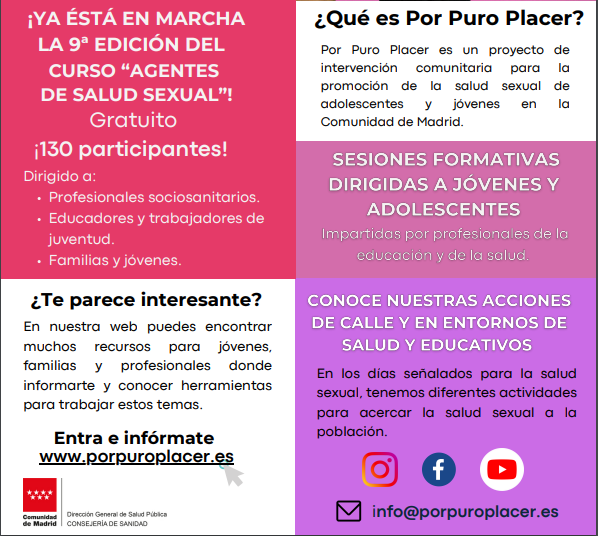 ¡YA ÉSTÁ EN MARCHA
LA 9ª EDICIÓN DEL
CURSO “AGENTES
DE SALUD SEXUAL”!
Gratuito
¡130 participantes!
Dirigido a:
• Profesionales sociosanitarios.
• Educadores y trabajadores de
juventud.
• Familias y jóvenes.
¿Qué es Por Puro Placer?
Por Puro Placer es un proyecto de
intervención comunitaria para la
promoción de la salud sexual de
adolescentes y jóvenes en la
Comunidad de Madrid.
SESIONES FORMATIVAS
DIRIGIDAS A JÓVENES Y
ADOLESCENTES
Impartidas por profesionales de la
educación y de la salud.
¿Te parece interesante?
En nuestra web puedes encontrar
muchos recursos para jóvenes,
familias y profesionales donde
informarte y conocer herramientas
para trabajar estos temas.
Entra e infórmate
www.porpuroplacer.es
Comunidad
de Madrid
Dirección General de Salud Pública
CONSEJERÍA DE SANIDAD
CONOCE NUESTRAS ACCIONES
DE CALLE Y EN ENTORNOS DE
SALUD Y EDUCATIVOS
En los días señalados para la salud
sexual, tenemos diferentes actividades
para acercar la salud sexual a la
población.
info@porpuroplacer.es